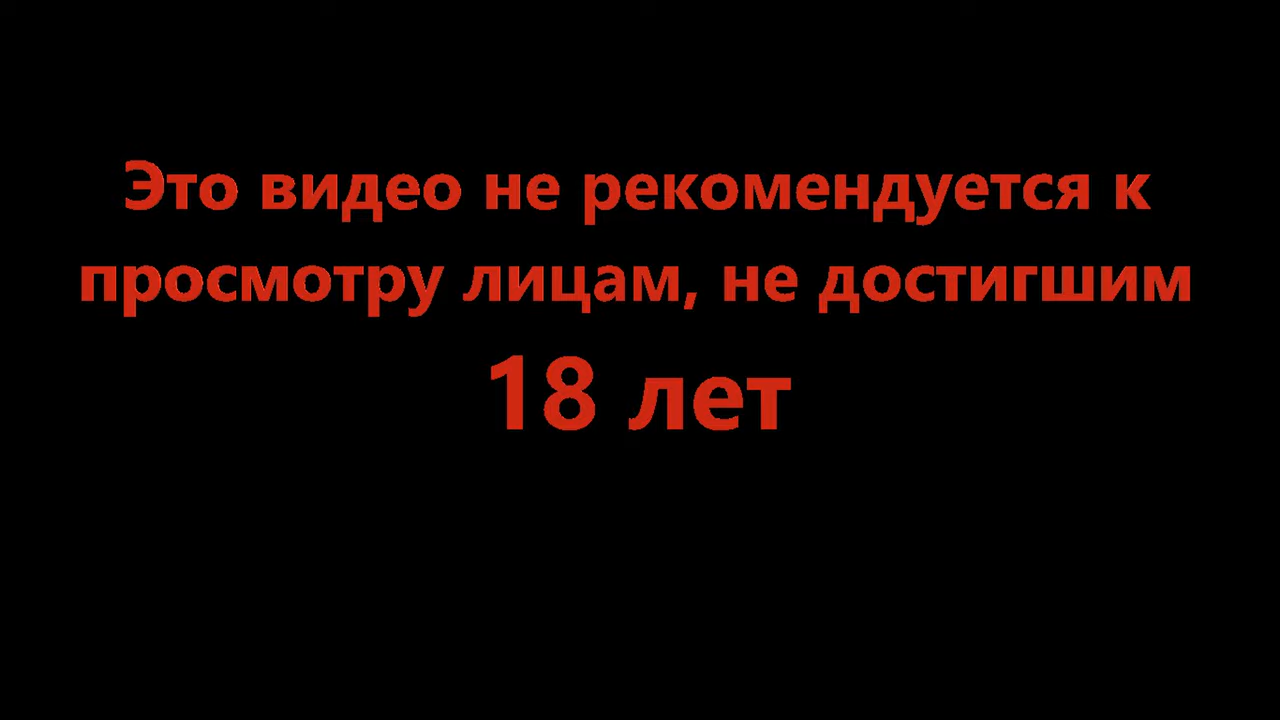 Это видео не рекомендуется к
просмотру лицам, не достигшим
18 лет